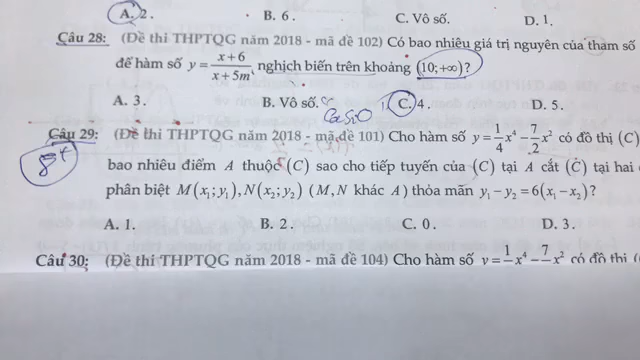 A. 2. B. 6. C. Vô số. D. 1.
Câu 28: (Đề thi THPTQG năm 2018 - mã đề 102) Có bao nhiêu giá trị nguyên của tham số
để hàm số y = (x+6)/(x+5m) nghịch biến trên khoảng (10;+∞)?
A. 3. B. Vô số. C. 4. D. 5.
Câu 29: (Đề thi THPTQG năm 2018 - mã đề 101) Cho hàm số y = 1/4 x⁴ − 7/2 x² có đồ thị (C)
8+
bao nhiêu điểm A thuộc (C) sao cho tiếp tuyến của (C) tại A cắt (C) tại hai
phân biệt M(x₁;y₁), N(x₂;y₂) (M,N khác A) thỏa mãn y₁ − y₂ = 6(x₁ − x₂)?
A. 1. B. 2. C. 0. D. 3.
Câu 30: (Đề thi THPTQG năm 2018 - mã đề 104) Cho hàm số y = 1 x⁴ − 7 x² có đồ thị